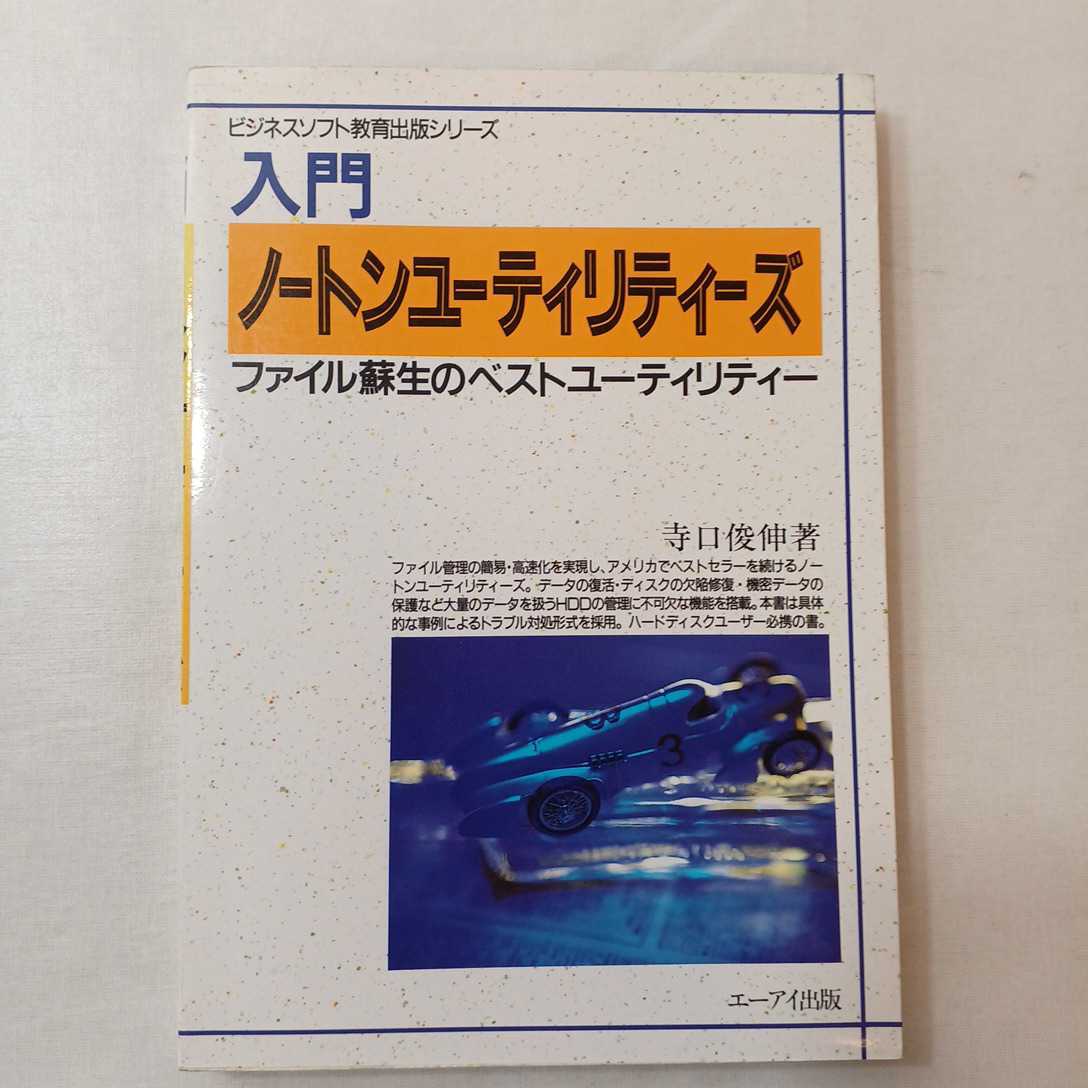 ビジネスソフト教育出版シリーズ
入門
ノートンユーティリティーズ
ファイル蘇生のベストユーティリティー
寺口俊伸著
ファイル管理の簡易・高速化を実現し、アメリカでベストセラーを続けるノー
トンユーティリティーズ。データの復活・ディスクの欠陥修復・機密データの
保護など大量のデータを扱うHDDの管理に不可欠な機能を搭載。本書は具体
的な事例によるトラブル対処形式を採用。ハードディスクユーザー必携の書。
3
エーアイ出版